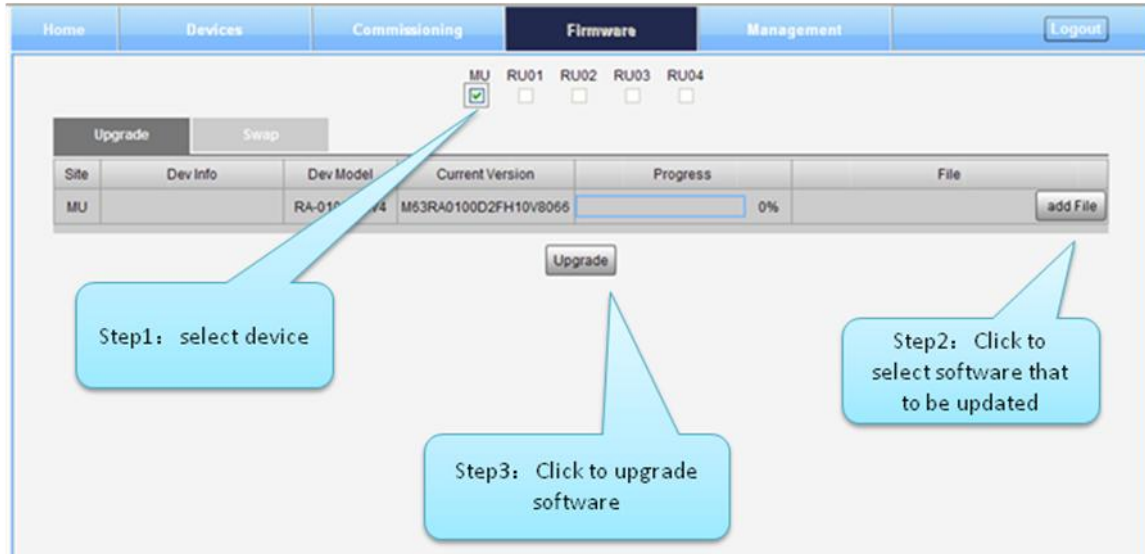 Home Devices Commissioning Firmware Management Logout
MU RU01 RU02 RU03 RU04
Upgrade Swap
Site Dev Info Dev Model Current Version Progress File
MU M63RA0100D2FH10V8066 0% add File
Upgrade
Step1: select device
Step2: Click to
select software that
to be updated
Step3: Click to upgrade
software